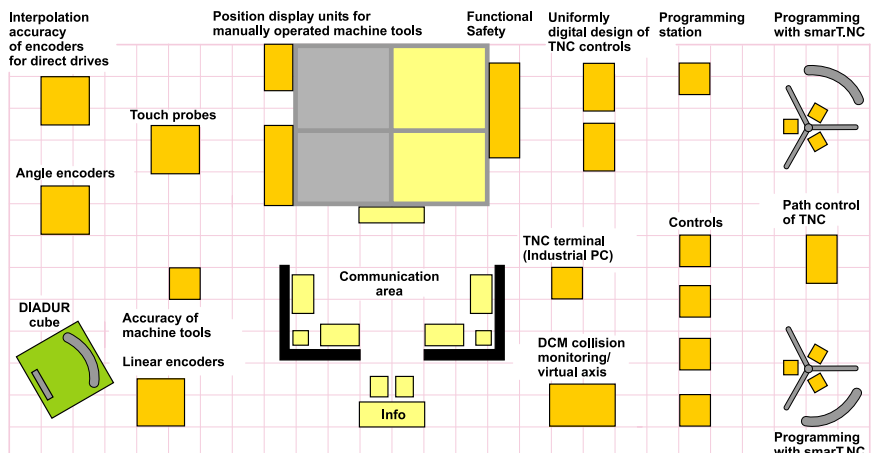 Interpolation
accuracy
of encoders
for direct drives
Position display units for
manually operated machine tools
Functional
Safety
Uniformly
digital design of
TNC controls
Programming
station
Programming
with smarT.NC
Touch probes
Angle encoders
Path control
of TNC
Controls
TNC terminal
(Industrial PC)
Communication
area
DIADUR
cube
Accuracy of
machine tools
Linear encoders
DCM collision
monitoring/
virtual axis
Info
Programming
with smarT.NC